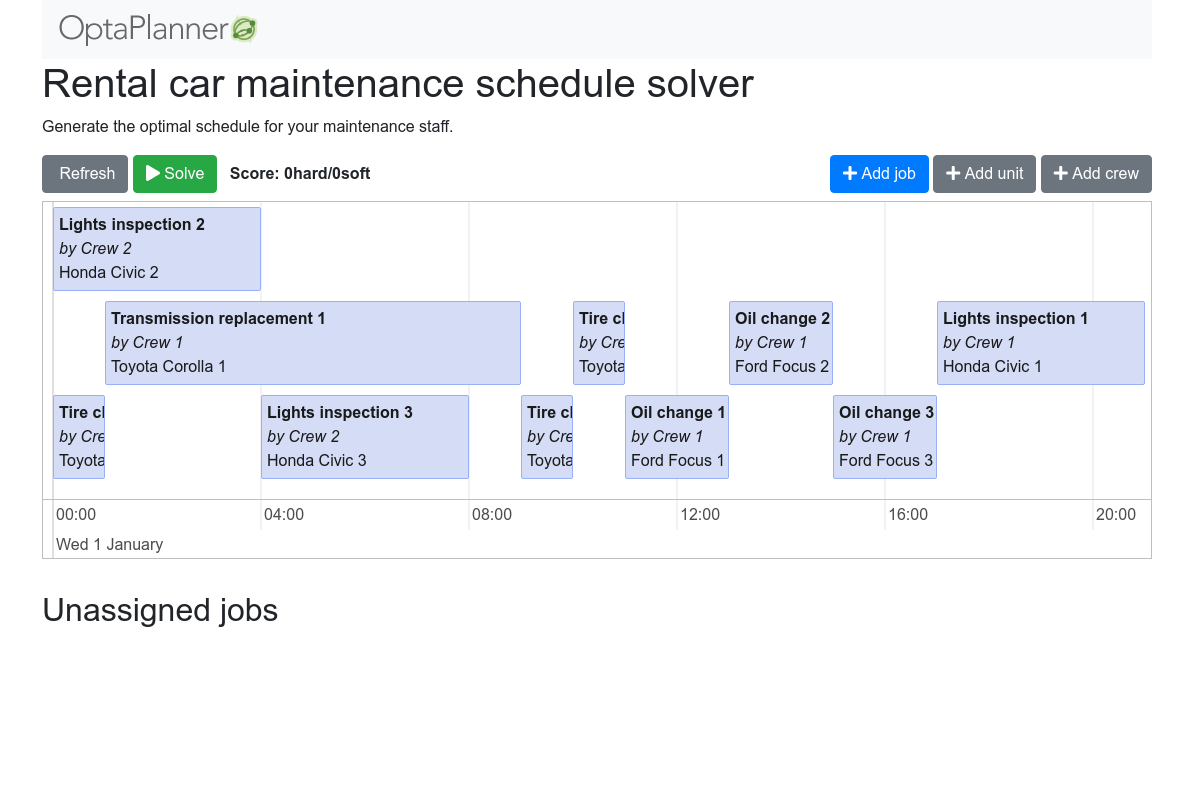 OptaPlanner
Rental car maintenance schedule solver
Generate the optimal schedule for your maintenance staff.
Refresh
Solve
Score: 0hard/0soft
Add job
Add unit
Add crew
Lights inspection 2
by Crew 2
Honda Civic 2
Transmission replacement 1
by Crew 1
Toyota Corolla 1
Tire
by
Toyota
Oil change 2
by Crew 1
Ford Focus 2
Lights inspection 1
by Crew 1
Honda Civic 1
Tire
by
Toyota
Lights inspection 3
by Crew 2
Honda Civic 3
Tire
by
Toyota
Oil change 1
by Crew 1
Ford Focus 1
Oil change 3
by Crew 1
Ford Focus 3
00:00 04:00 08:00 12:00 16:00 20:00
Wed 1 January
Unassigned jobs